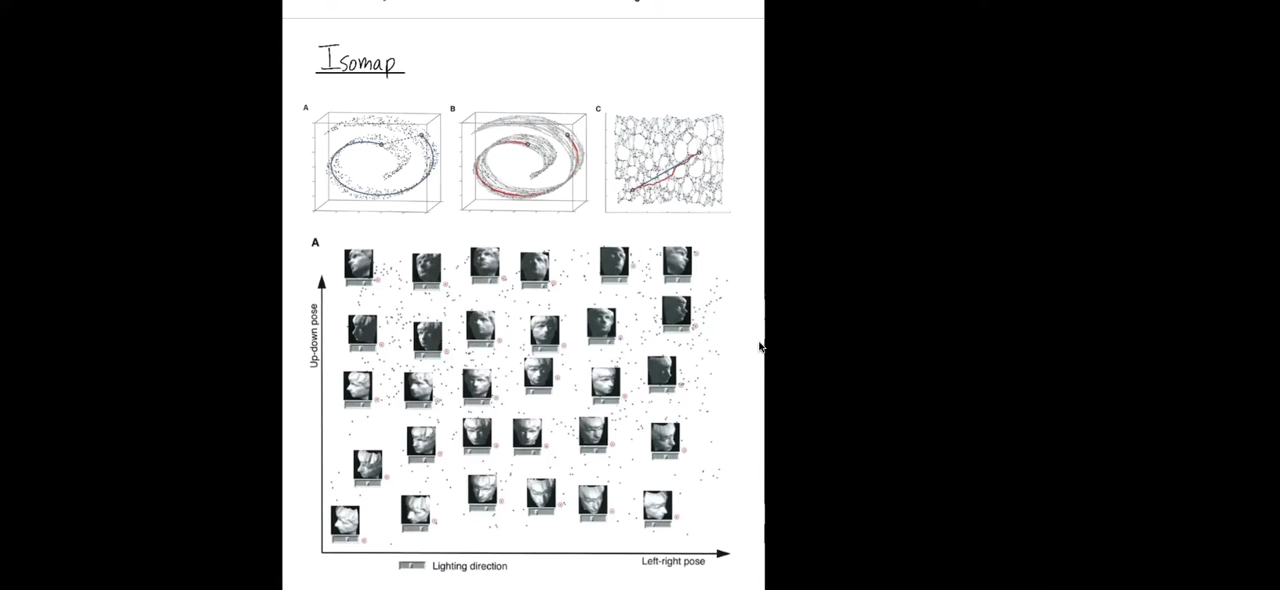 Isomap
A B C
A
Up-down pose
Lighting direction
Left-right pose